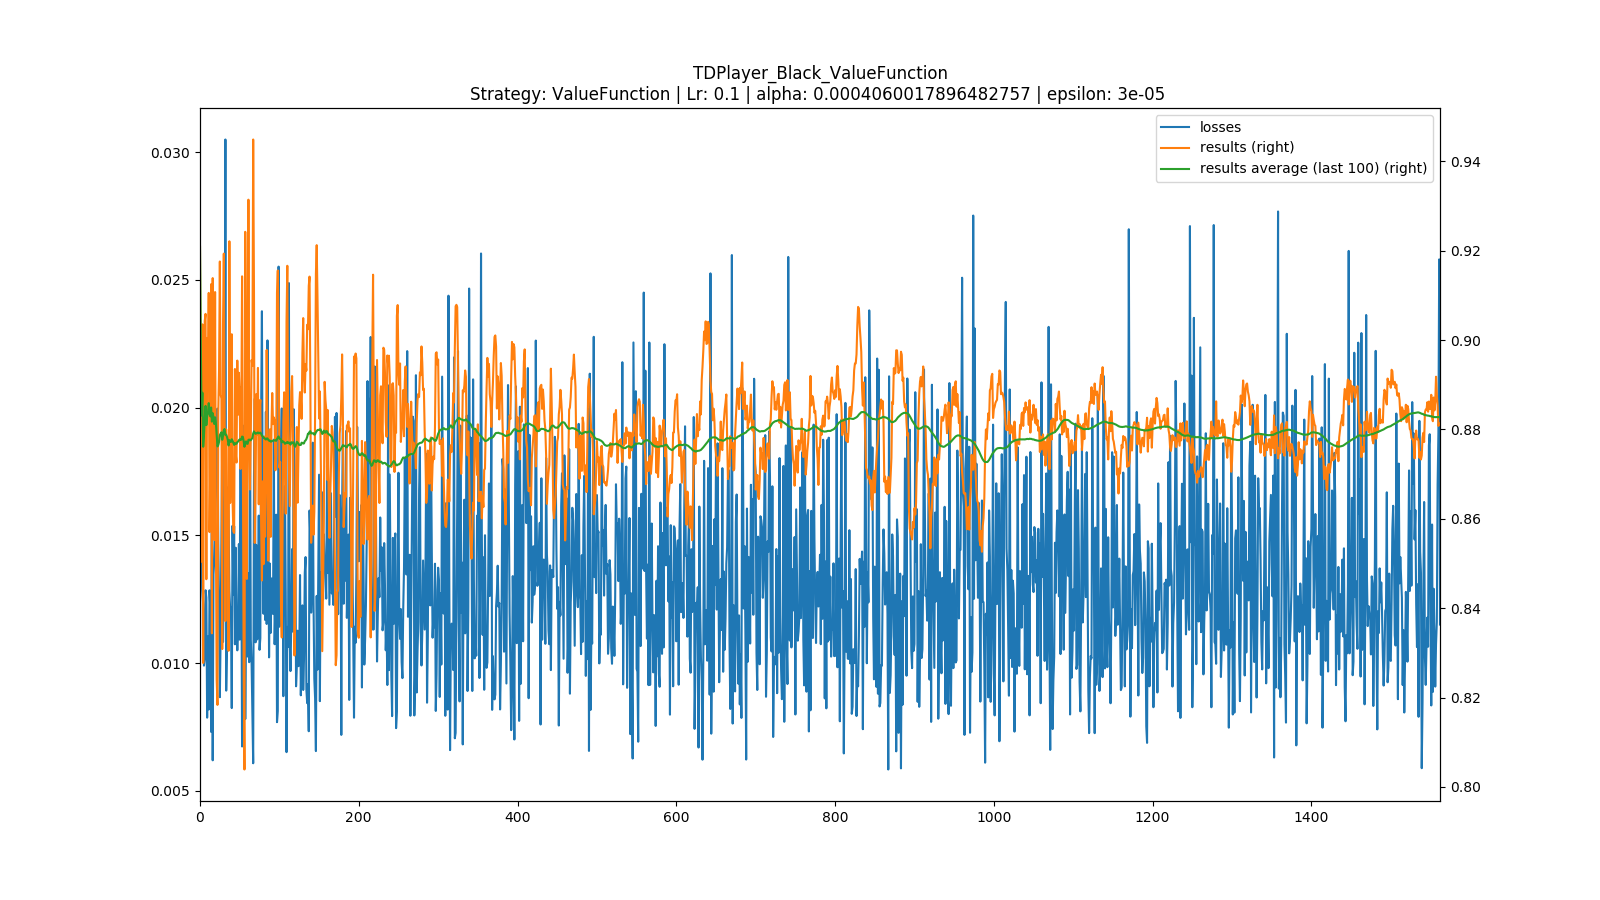 TDPlayer_Black_ValueFunction
Strategy: ValueFunction | Lr: 0.1 | alpha: 0.0004060017896482757 | epsilon: 3e-05
losses
results (right)
results average (last 100) (right)
0.030
0.025
0.020
0.015
0.010
0.005
0.94
0.92
0.90
0.88
0.86
0.84
0.82
0.80
0 200 400 600 800 1000 1200 1400